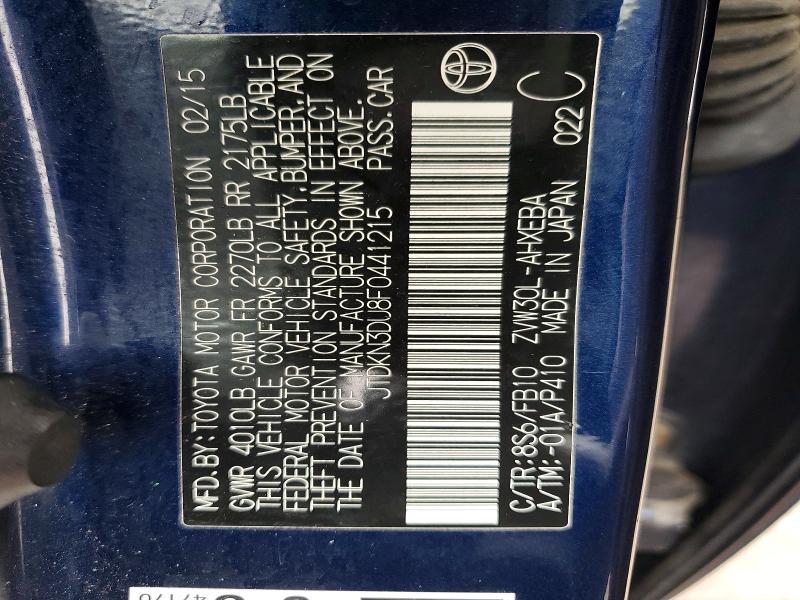 MFD.BY:TOYOTA MOTOR CORPORATION 02/15
GVWR 4010LB GAWR FR 2270LB RR 2175LB
THIS VEHICLE CONFORMS TO ALL APPLICABLE
FEDERAL MOTOR VEHICLE SAFETY,BUMPER,AND
THEFT PREVENTION STANDARDS IN EFFECT ON
THE DATE OF MANUFACTURE SHOWN ABOVE.
JTDKN3DU8F0441215 PASS.CAR
C/TR:8S6/FB10 ZVW30L-AHXEBA
A/TM:-01A/P410 MADE IN JAPAN 022 C